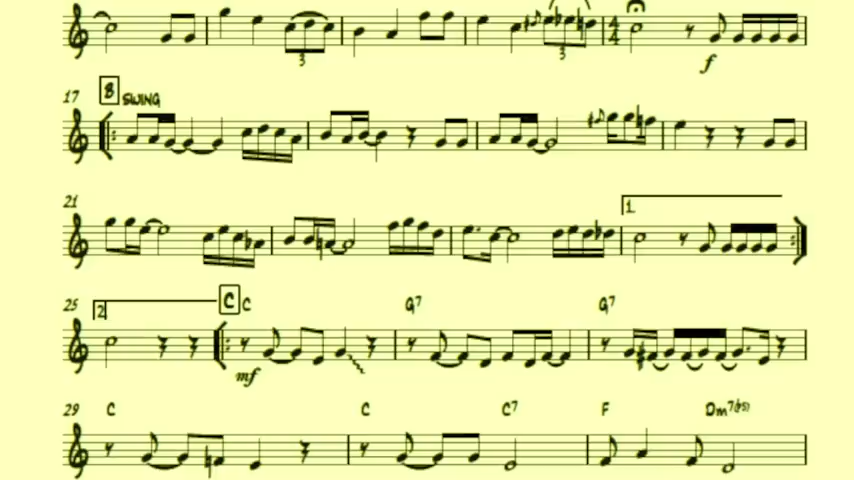 3
3
4
4
f
17 B SWING
21
1.
25 2. C C G7 G7
mf
29 C C C7 F Dm7(b5)